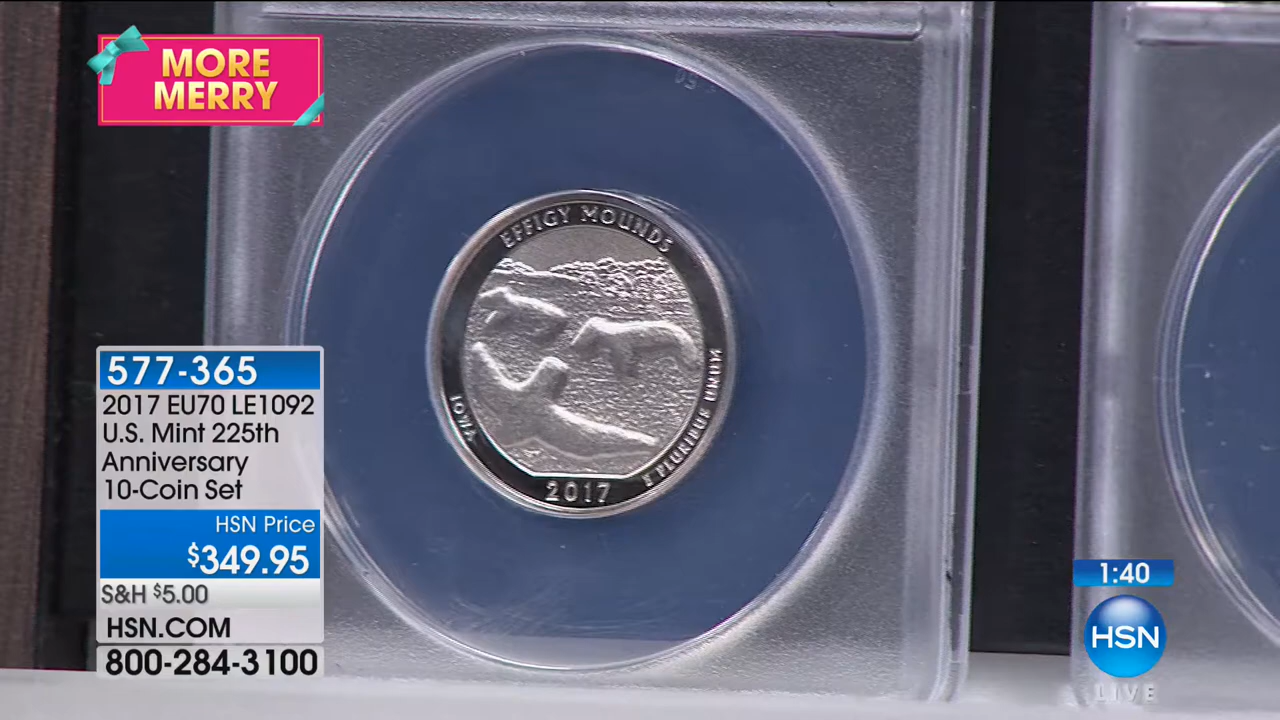 MORE
MERRY
EFFIGY MOUNDS
IOWA
E PLURIBUS UNUM
2017
577-365
2017 EU70 LE1092
U.S. Mint 225th
Anniversary
10-Coin Set
HSN Price
$349.95
S&H $5.00
HSN.COM
800-284-3100
1:40
HSN
LIVE